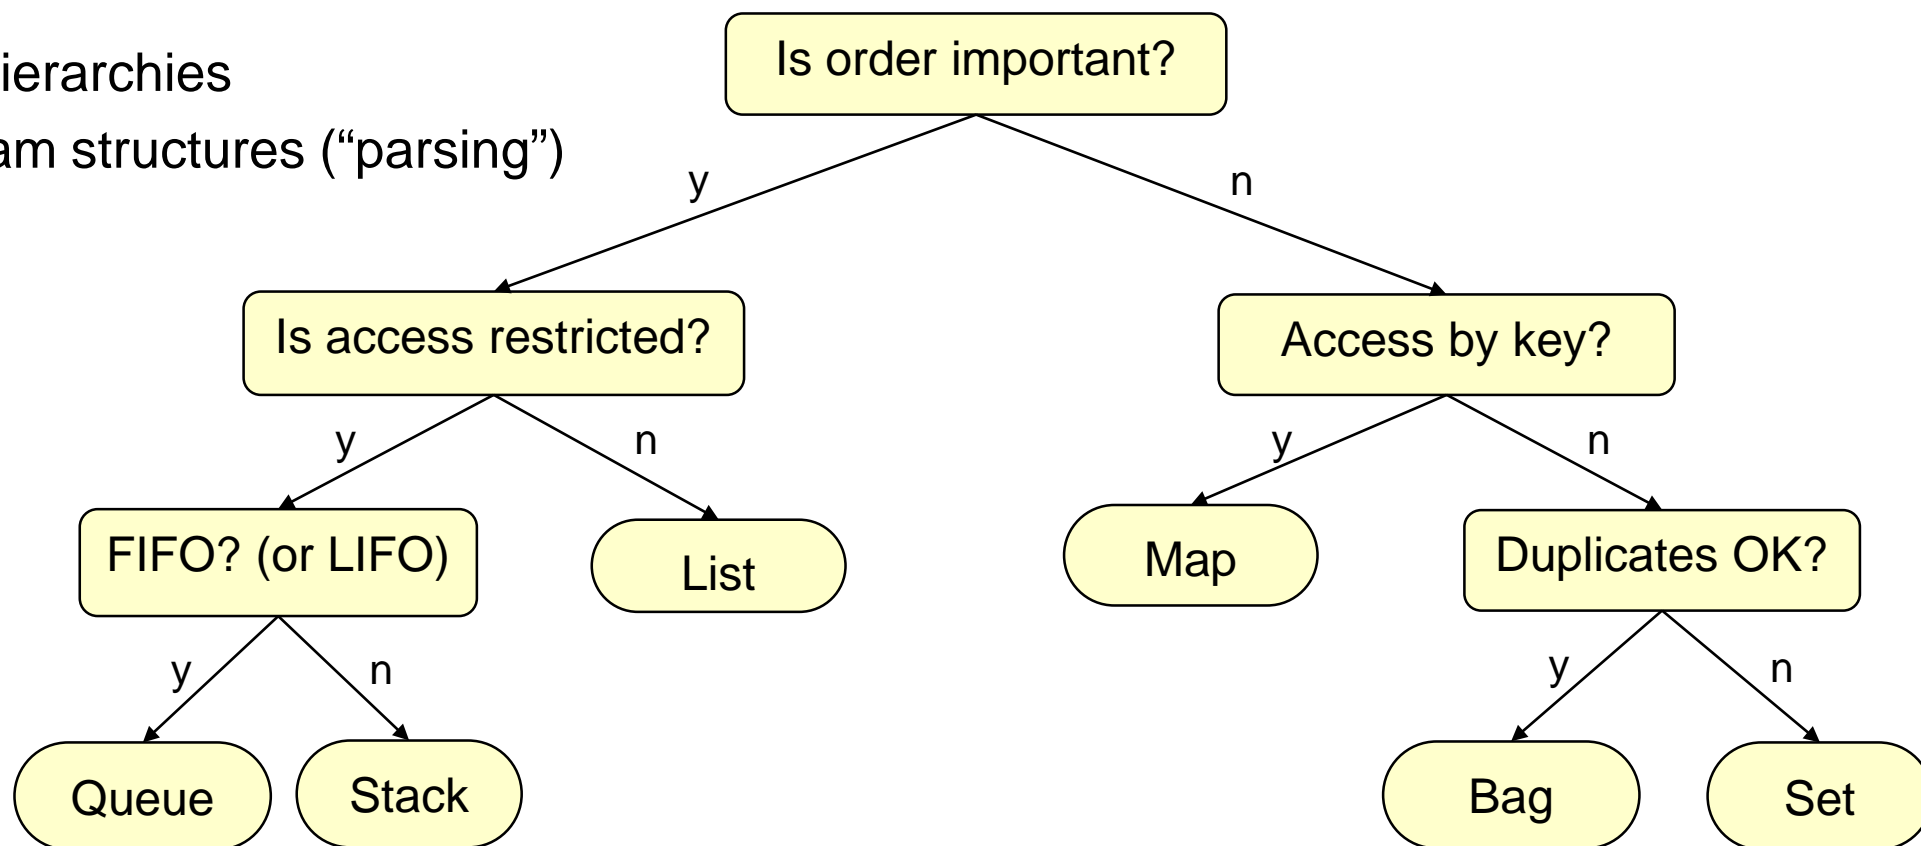 ierarchies
am structures (“parsing”)
Is order important?
y
n
Is access restricted?
Access by key?
y
n
y
n
FIFO? (or LIFO)
List
Map
Duplicates OK?
y
n
y
n
Queue
Stack
Bag
Set